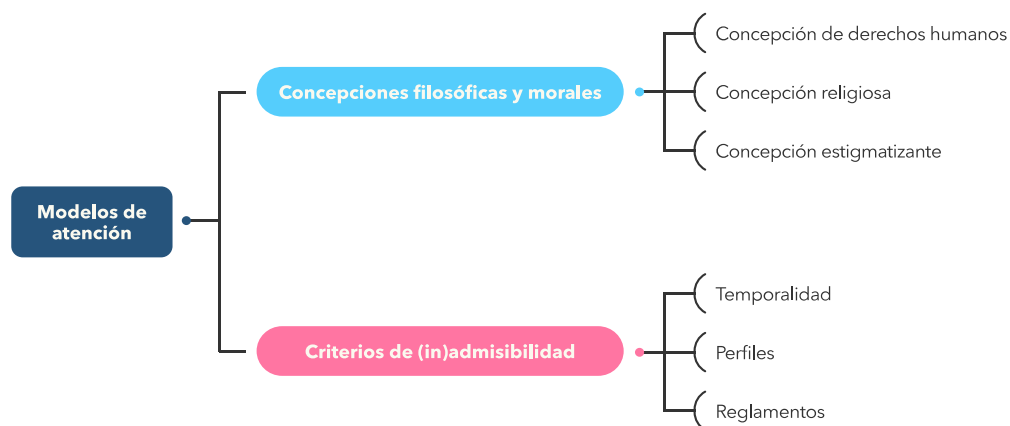 Modelos de
atención
Concepciones filosóficas y morales
Concepción de derechos humanos
Concepción religiosa
Concepción estigmatizante
Criterios de (in)admisibilidad
Temporalidad
Perfiles
Reglamentos